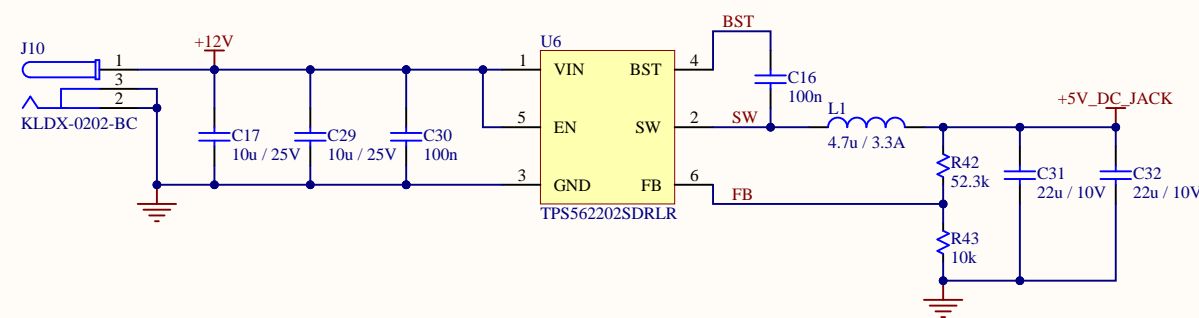 J10
1
3
2
KLDX-0202-BC
+12V
C17
10u / 25V
C29
10u / 25V
C30
100n
U6
1
VIN
BST
4
5
EN
SW
2
3
GND
FB
6
TPS562202SDRLR
BST
C16
100n
SW
L1
4.7u / 3.3A
FB
R42
52.3k
R43
10k
+5V_DC_JACK
C31
22u / 10V
C32
22u / 10V